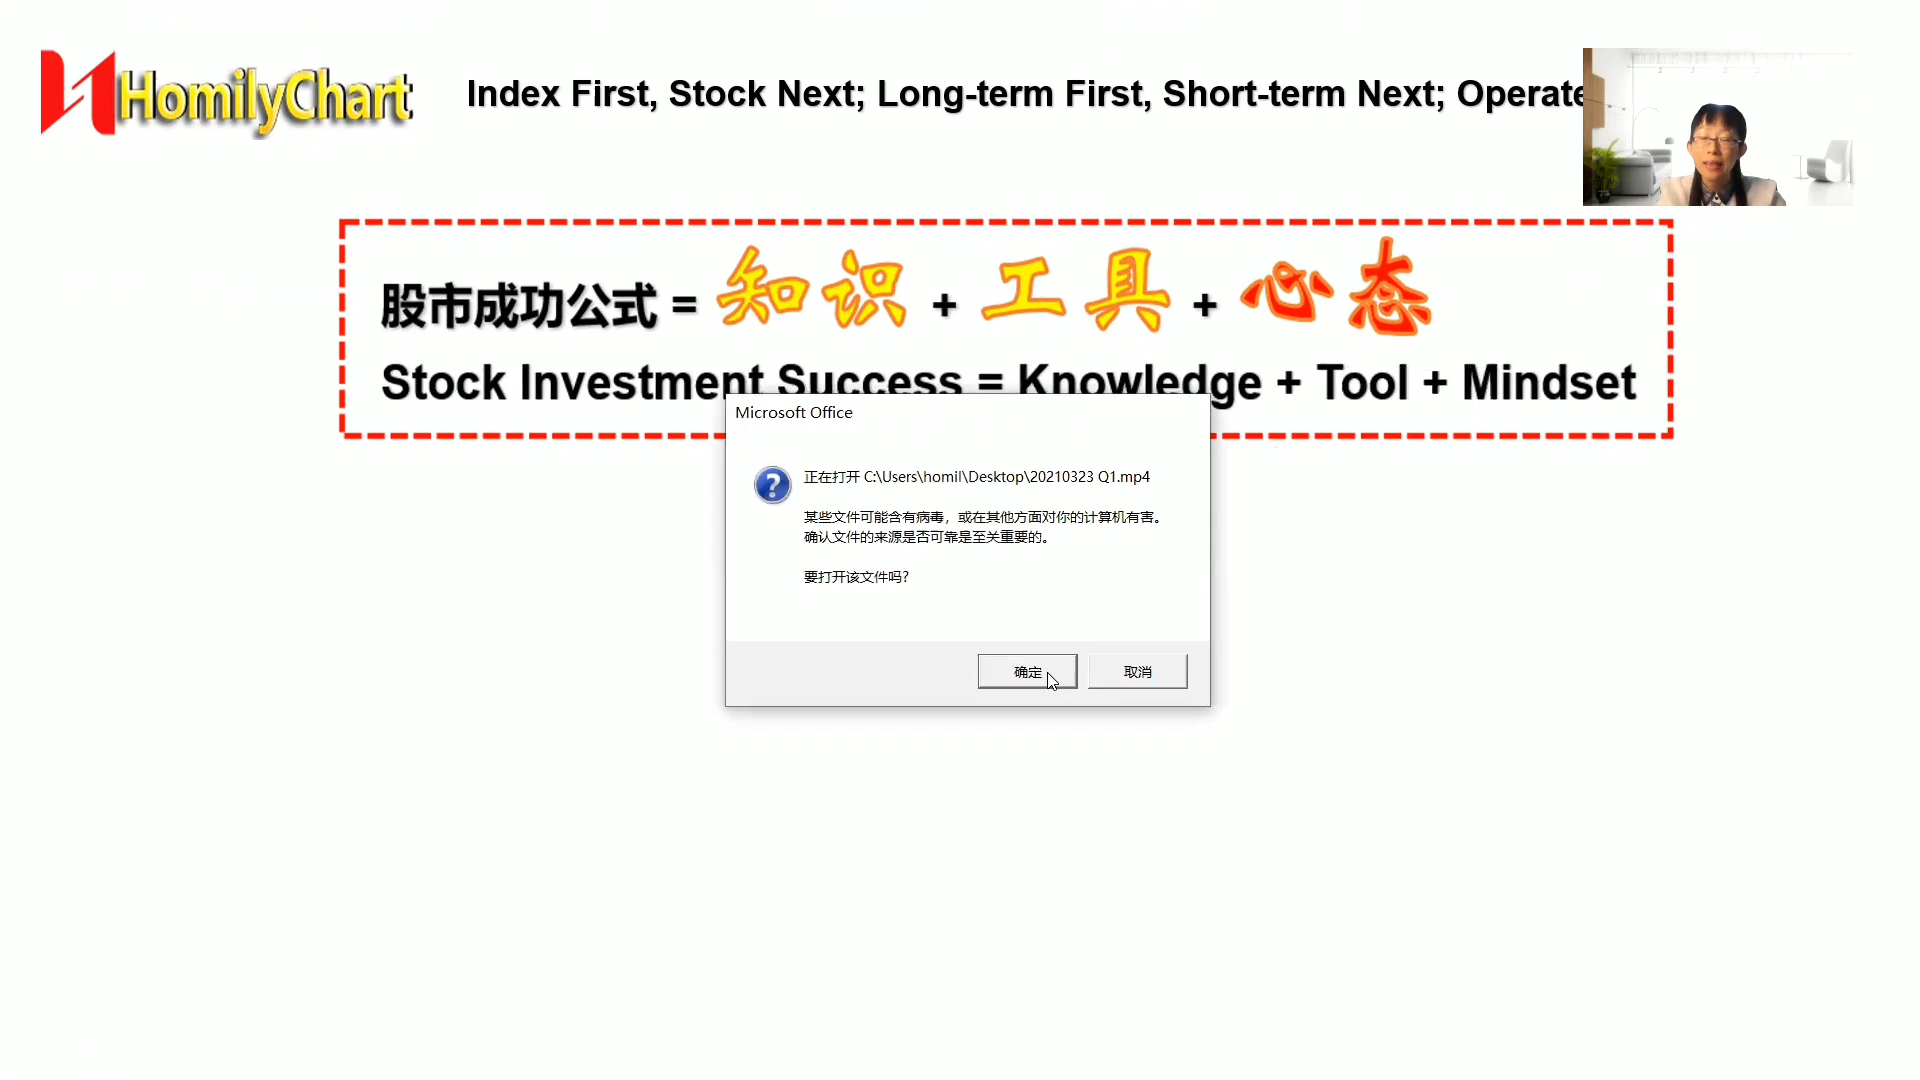 HomilyChart
Index First, Stock Next; Long-term First, Short-term Next; Operate
股市成功公式 = 知识 + 工具 + 心态
Stock Investment Success = Knowledge + Tool + Mindset
Microsoft Office
正在打开 C:\Users\homil\Desktop\20210323 Q1.mp4
某些文件可能含有病毒，或在其他方面对你的计算机有害。
确认文件的来源是否可靠是至关重要的。
要打开该文件吗?
确定 取消